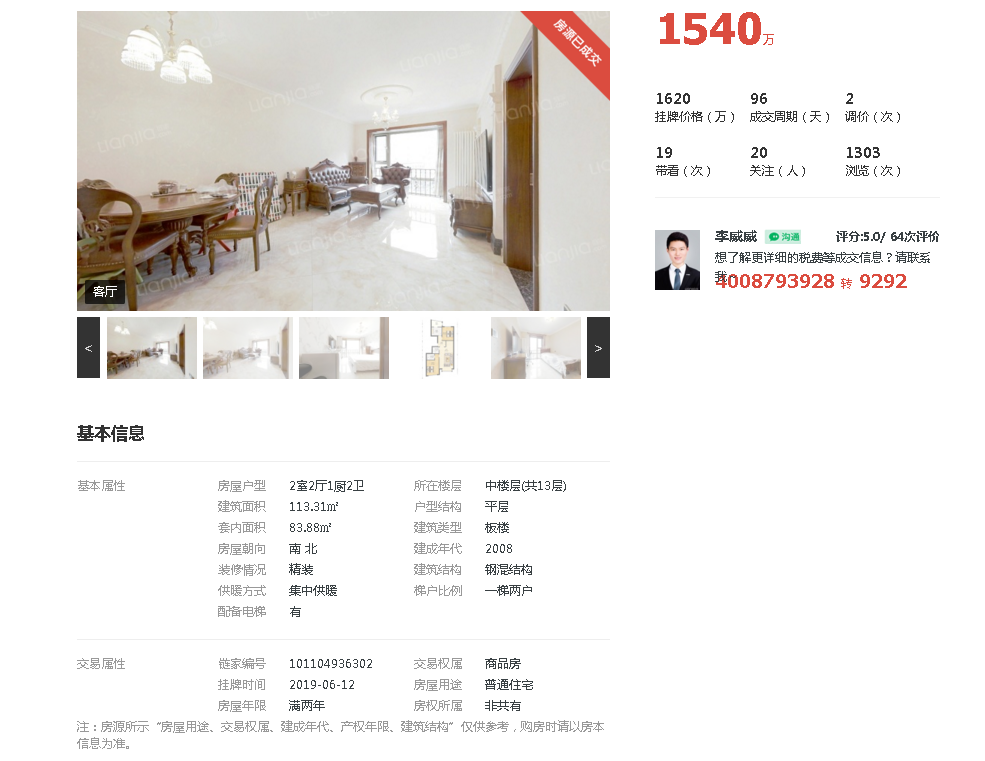 房源已成交
tianjia
tianjia
tianjia
tianjia
客厅
<
>
1540万
1620 96 2
挂牌价格（万） 成交周期（天） 调价（次）
19 20 1303
带看（次） 关注（人） 浏览（次）
李威威 沟通 评分:5.0/ 64次评价
想了解更详细的税费等成交信息？请联系
我~
4008793928 转 9292
基本信息
基本属性 房屋户型 2室2厅1厨2卫 所在楼层 中楼层(共13层)
建筑面积 113.31㎡ 户型结构 平层
套内面积 83.88㎡ 建筑类型 板楼
房屋朝向 南 北 建成年代 2008
装修情况 精装 建筑结构 钢混结构
供暖方式 集中供暖 梯户比例 一梯两户
配备电梯 有
交易属性 链家编号 101104936302 交易权属 商品房
挂牌时间 2019-06-12 房屋用途 普通住宅
房屋年限 满两年 房权所属 非共有
注：房源所示“房屋用途、交易权属、建成年代、产权年限、建筑结构”仅供参考，购房时请以房本
信息为准。